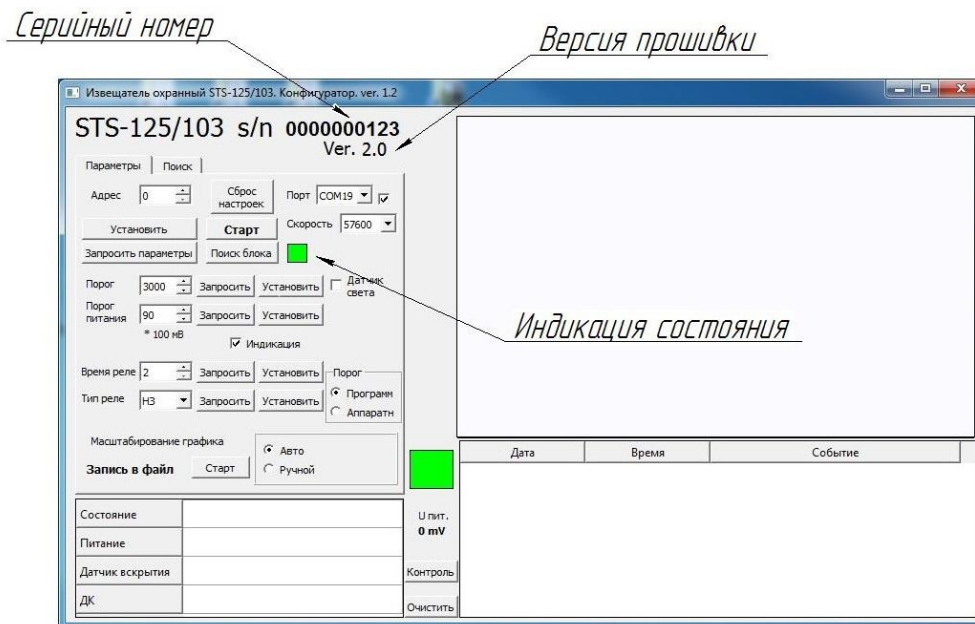 Серийный номер
Версия прошивки
Извещатель охранный STS-125/103. Конфигуратор. ver. 1.2
STS-125/103 s/n 0000000123
Ver. 2.0
Параметры Поиск
Адрес 0 Сброс настроек Порт COM19
Установить Старт Скорость 57600
Запросить параметры Поиск блока
Порог 3000 Запросить Установить Датчик света
Порог питания 90 Запросить Установить
* 100 мВ
Индикация
Индикация состояния
Время реле 2 Запросить Установить Порог
Программ
Тип реле НЗ Запросить Установить
Аппаратн
Масштабирование графика
Авто
Запись в файл Старт Ручной
Дата Время Событие
Состояние
U пит.
0 mV
Питание
Датчик вскрытия Контроль
ДК
Очистить